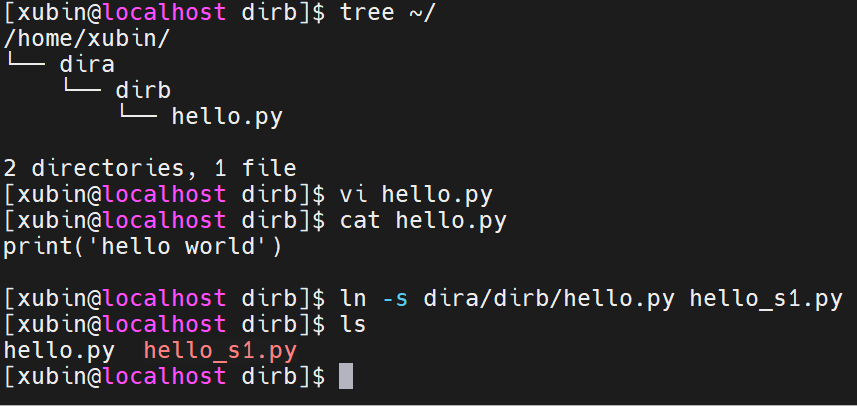 [xubin@localhost dirb]$ tree ~/
/home/xubin/
└── dira
    └── dirb
        └── hello.py

2 directories, 1 file
[xubin@localhost dirb]$ vi hello.py
[xubin@localhost dirb]$ cat hello.py
print('hello world')

[xubin@localhost dirb]$ ln -s dira/dirb/hello.py hello_s1.py
[xubin@localhost dirb]$ ls
hello.py  hello_s1.py
[xubin@localhost dirb]$